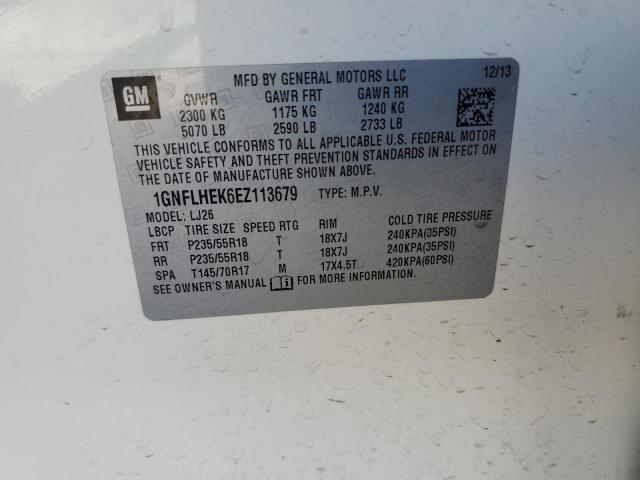 GM
MFD BY GENERAL MOTORS LLC 12/13
GVWR GAWR FRT GAWR RR
2300 KG 1175 KG 1240 KG
5070 LB 2590 LB 2733 LB
THIS VEHICLE CONFORMS TO ALL APPLICABLE U.S. FEDERAL MOTOR
VEHICLE SAFETY AND THEFT PREVENTION STANDARDS IN EFFECT ON
THE DATE OF MANUFACTURE SHOWN ABOVE.
1GNFLHEK6EZ113679 TYPE: M.P.V.
MODEL: LJ26
LBCP TIRE SIZE SPEED RTG RIM COLD TIRE PRESSURE
FRT P235/55R18 T 18X7J 240KPA(35PSI)
RR P235/55R18 T 18X7J 240KPA(35PSI)
SPA T145/70R17 M 17X4.5T 420KPA(60PSI)
SEE OWNER'S MANUAL FOR MORE INFORMATION.